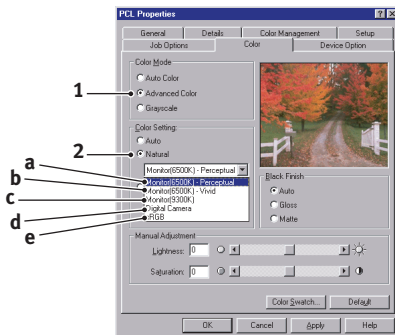 PCL Properties
General Details Color Management Setup
Job Options Color Device Option
Color Mode
Auto Color
1 Advanced Color
Grayscale
Color Setting:
Auto
2 Natural
Monitor(6500K) - Perceptual
a Monitor(6500K) - Perceptual
b Monitor(6500K) - Vivid
c Monitor(9300K)
d Digital Camera
e sRGB
Black Finish
Auto
Gloss
Matte
Manual Adjustment
Lightness: 0
Saturation: 0
Color Swatch... Default
OK Cancel Apply Help